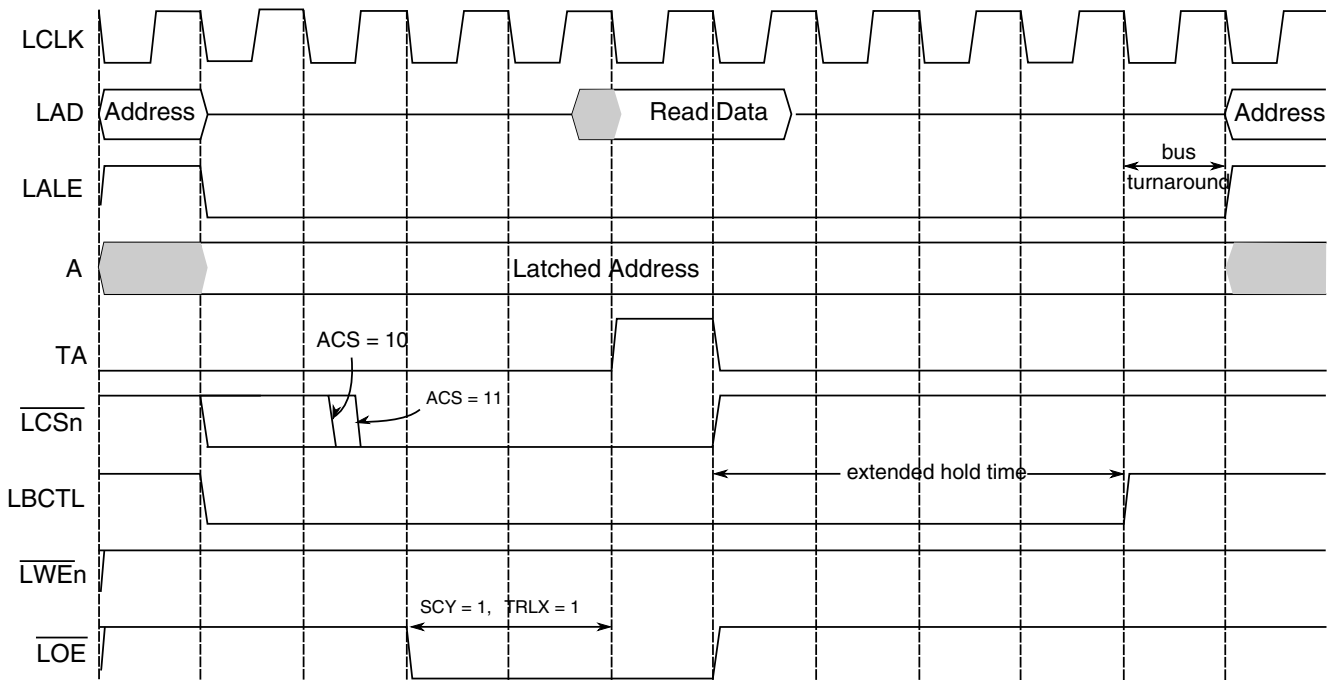 LCLK
LAD
Address
Read Data
Address
LALE
bus
turnaround
A
Latched Address
TA
ACS = 10
LCSn
ACS = 11
extended hold time
LBCTL
LWEn
SCY = 1, TRLX = 1
LOE